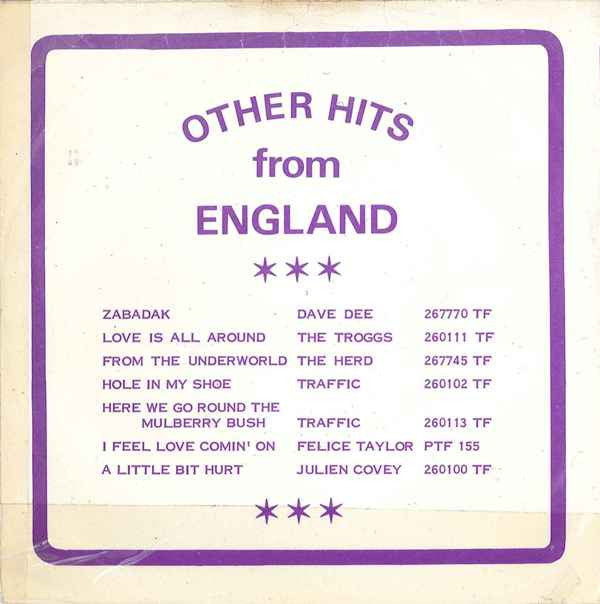 OTHER HITS
from
ENGLAND
ZABADAK DAVE DEE 267770 TF
LOVE IS ALL AROUND THE TROGGS 260111 TF
FROM THE UNDERWORLD THE HERD 267745 TF
HOLE IN MY SHOE TRAFFIC 260102 TF
HERE WE GO ROUND THE
MULBERRY BUSH TRAFFIC 260113 TF
I FEEL LOVE COMIN' ON FELICE TAYLOR PTF 155
A LITTLE BIT HURT JULIEN COVEY 260100 TF